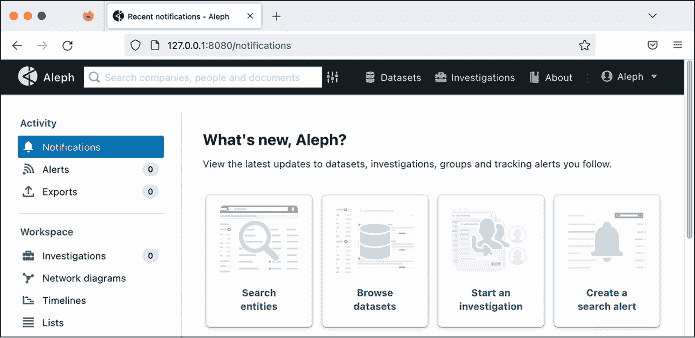 Recent notifications - Aleph
127.0.0.1:8080/notifications
Aleph Search companies, people and documents Datasets Investigations About Aleph
Activity
Notifications
Alerts 0
Exports 0
Workspace
Investigations 0
Network diagrams
Timelines
Lists
What's new, Aleph?
View the latest updates to datasets, investigations, groups and tracking alerts you follow.
Search
entities
Browse
datasets
Start an
investigation
Create a
search alert